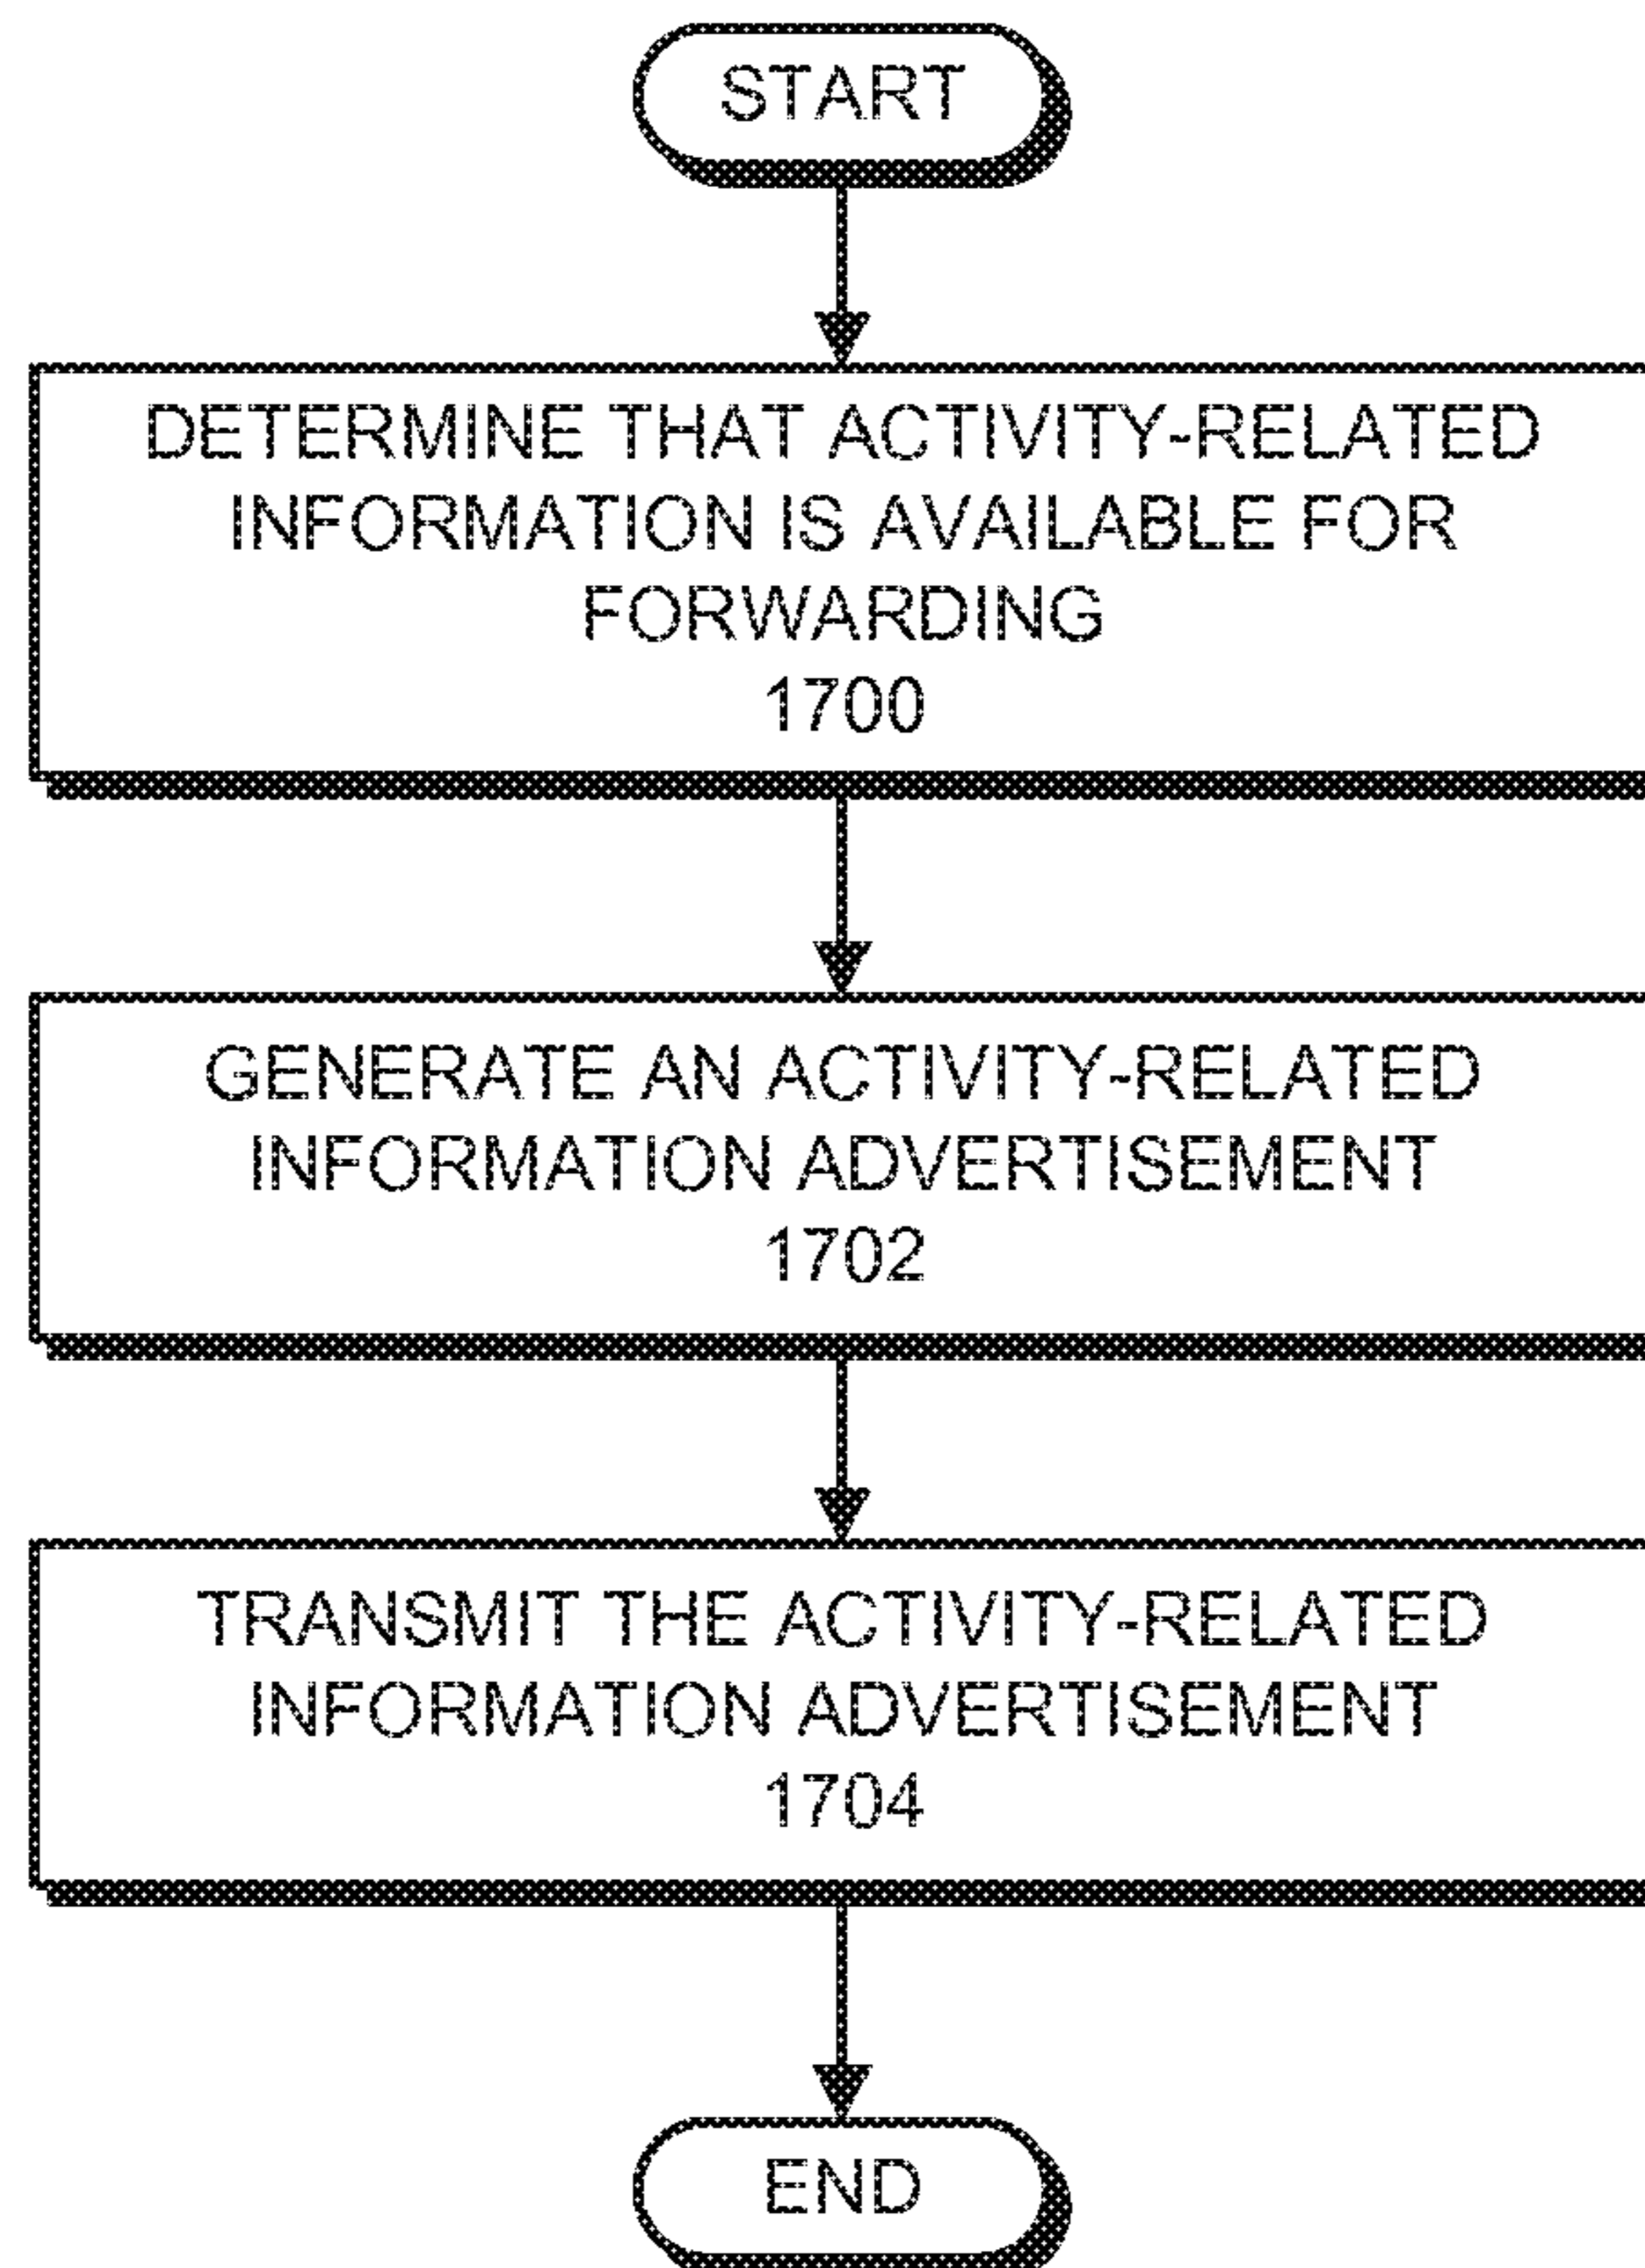 START
DETERMINE THAT ACTIVITY-RELATED
INFORMATION IS AVAILABLE FOR
FORWARDING
1700
GENERATE AN ACTIVITY-RELATED
INFORMATION ADVERTISEMENT
1702
TRANSMIT THE ACTIVITY-RELATED
INFORMATION ADVERTISEMENT
1704
END